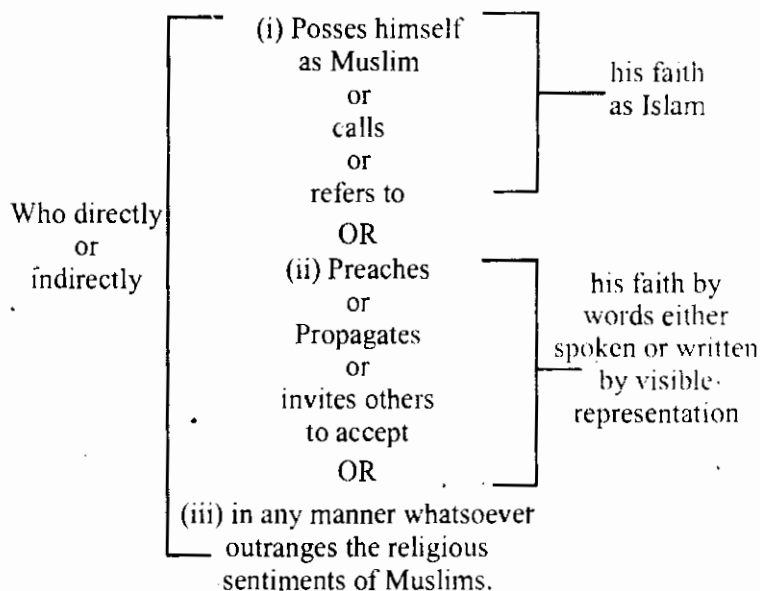 Who directly
or
indirectly
(i) Posses himself
as Muslim
or
calls
or
refers to
his faith
as Islam
OR
(ii) Preaches
or
Propagates
or
invites others
to accept
his faith by
words either
spoken or written
by visible
representation
OR
(iii) in any manner whatsoever
outranges the religious
sentiments of Muslims.